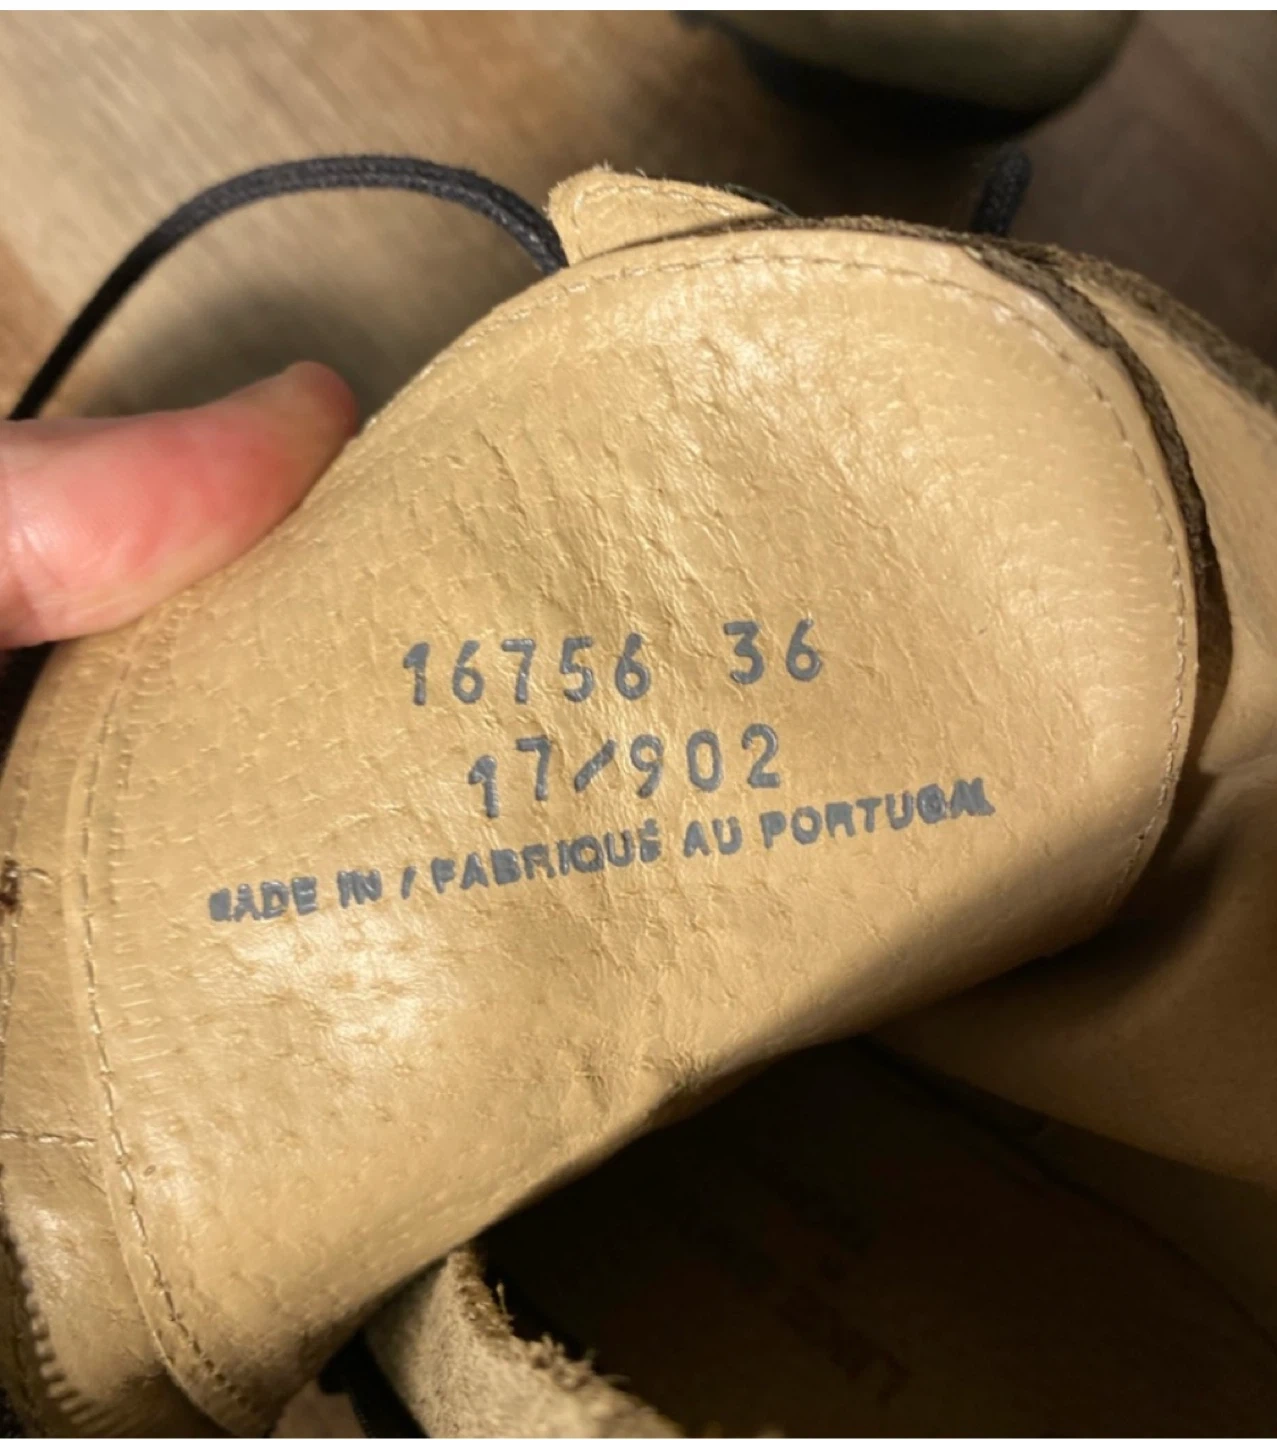 16756 36
17/902
MADE IN / FABRIQUÉ AU PORTUGAL